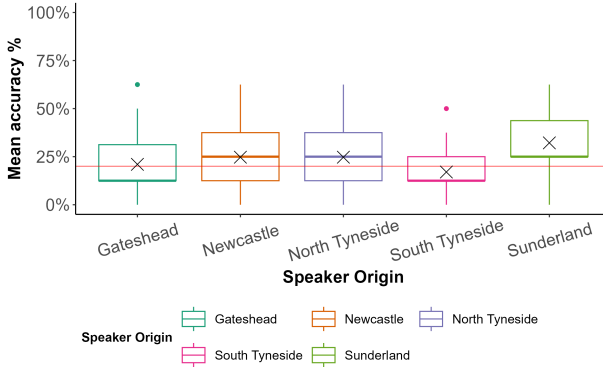 100%
75%
50%
25%
0%
Mean accuracy %
Gateshead
Newcastle
North Tyneside
South Tyneside
Sunderland
Speaker Origin
Speaker Origin
Gateshead
Newcastle
North Tyneside
South Tyneside
Sunderland